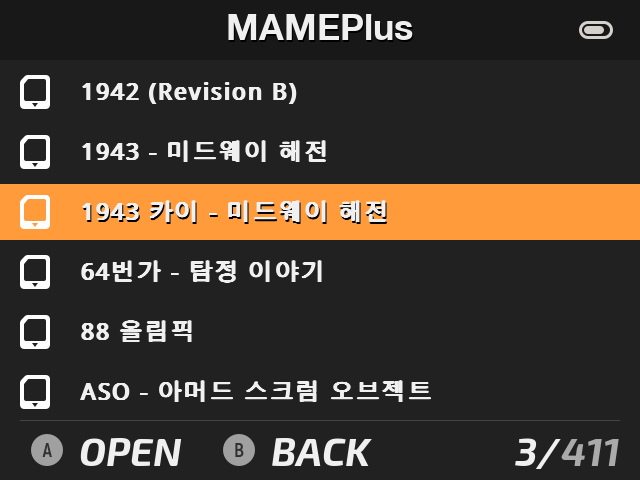 MAMEPlus
1942 (Revision B)
1943 - 미드웨이 해전
1943 카이 - 미드웨이 해전
64번가 - 탐정 이야기
88 올림픽
ASO - 아머드 스크럼 오브젝트
A OPEN B BACK 3/411